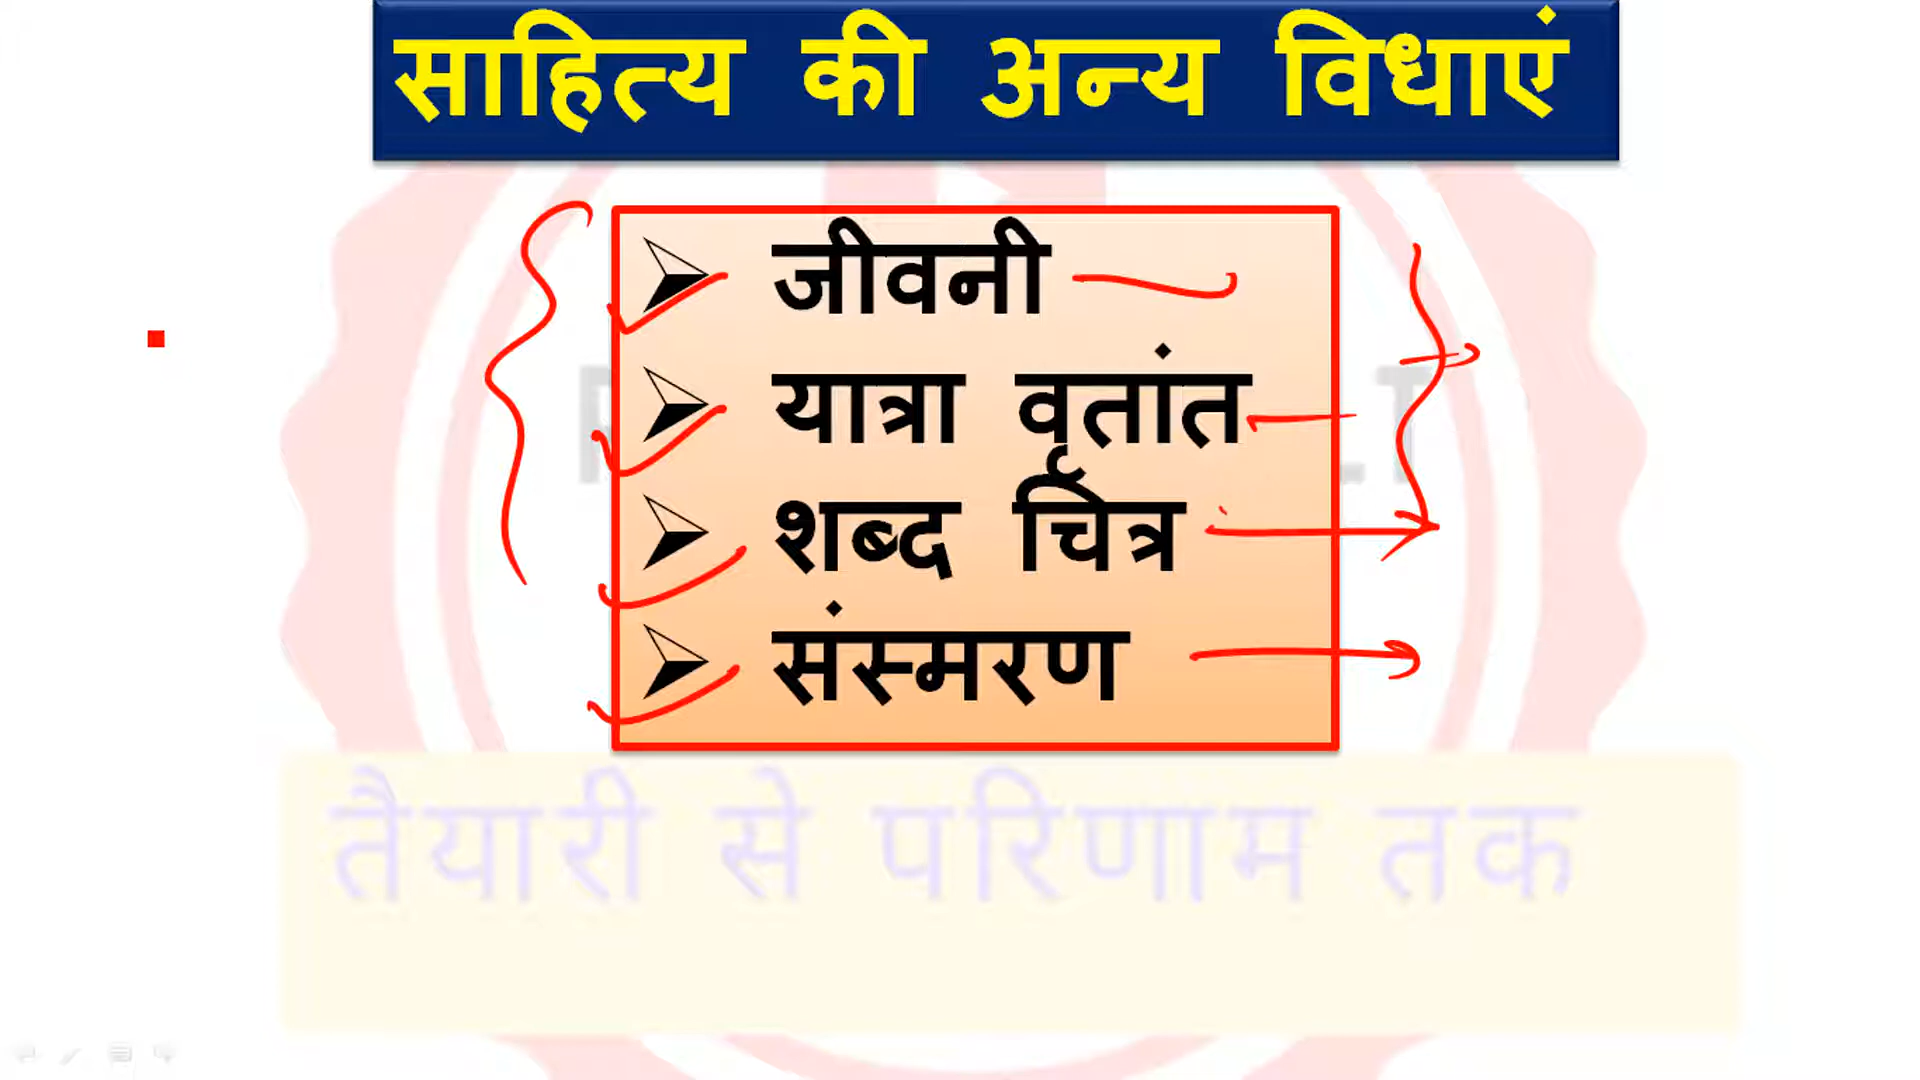 साहित्य की अन्य विधाएं
जीवनी
यात्रा वृतांत
शब्द चित्र
संस्मरण
तैयारी से परिणाम तक